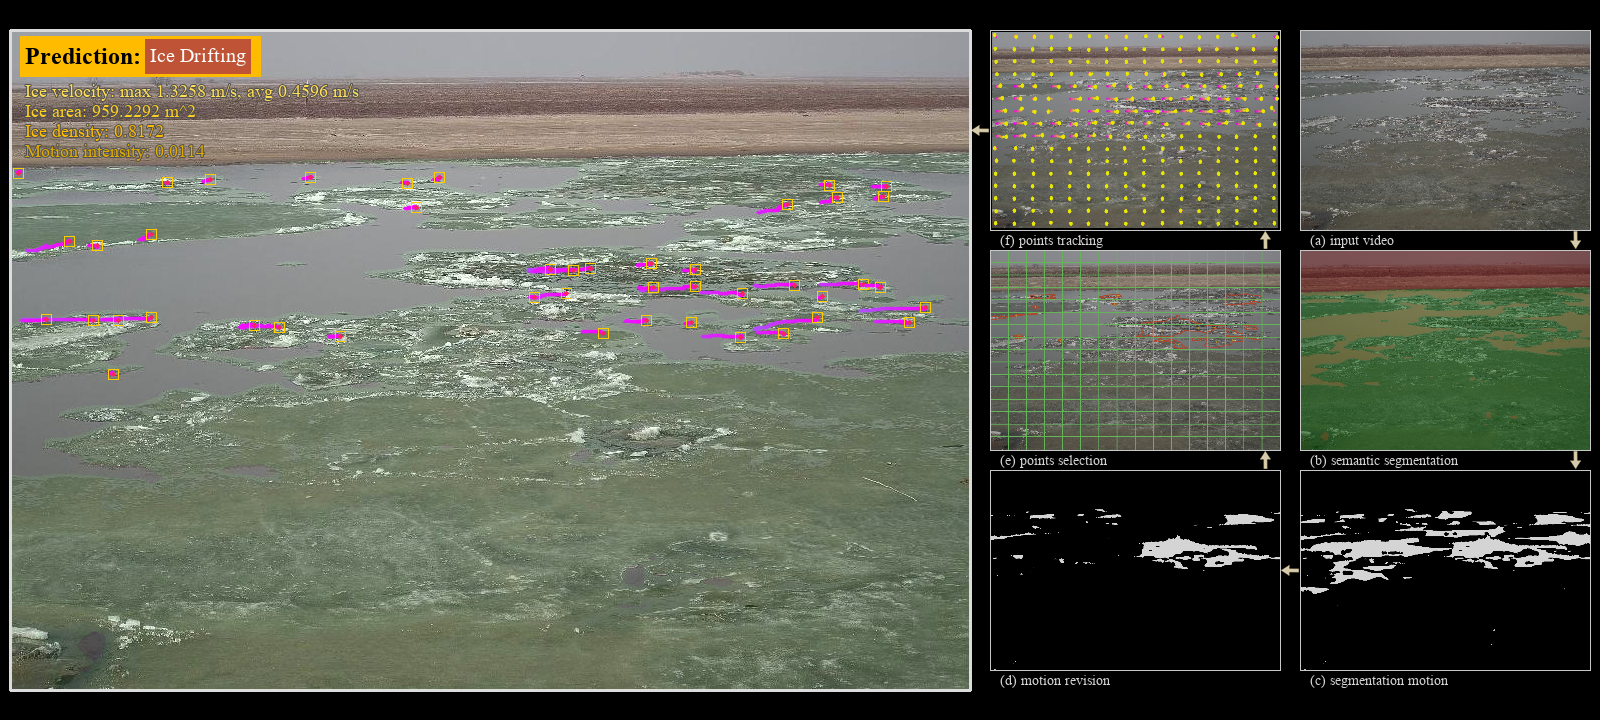 Prediction: Ice Drifting
Ice velocity: max 1.3258 m/s, avg 0.4596 m/s
Ice area: 959.2292 m^2
Ice density: 0.8172
Motion intensity: 0.0114
(f) points tracking
(a) input video
(e) points selection
(b) semantic segmentation
(d) motion revision
(c) segmentation motion